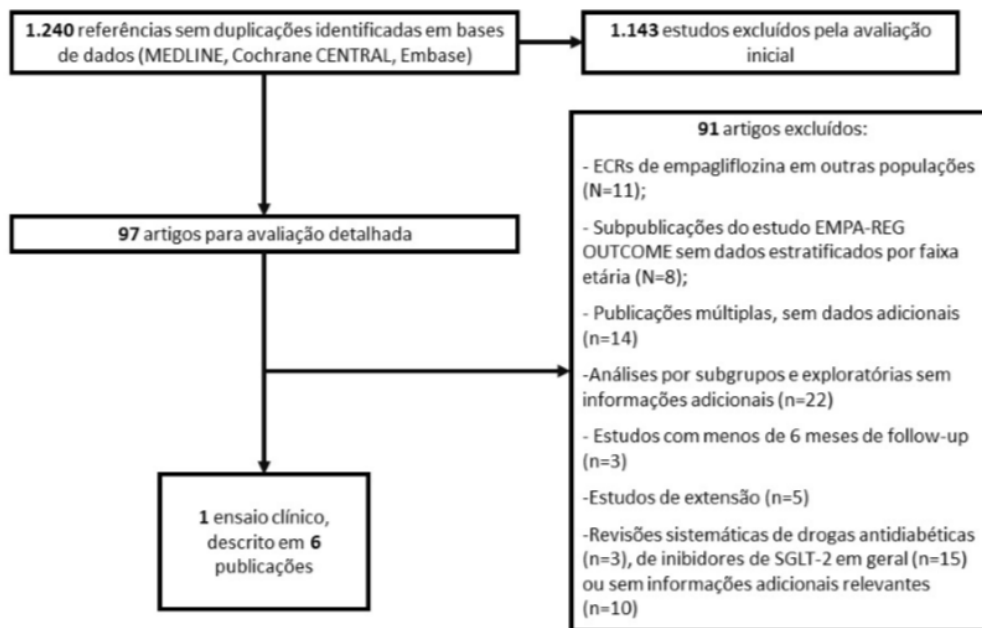 1.240 referências sem duplicações identificadas em bases
de dados (MEDLINE, Cochrane CENTRAL, Embase)
1.143 estudos excluídos pela avaliação
inicial
97 artigos para avaliação detalhada
91 artigos excluídos:
- ECRs de empagliflozina em outras populações
(N=11);
- Subpublicações do estudo EMPA-REG
OUTCOME sem dados estratificados por faixa
etária (N=8);
- Publicações múltiplas, sem dados adicionais
(n=14)
-Análises por subgrupos e exploratórias sem
informações adicionais (n=22)
- Estudos com menos de 6 meses de follow-up
(n=3)
-Estudos de extensão (n=5)
-Revisões sistemáticas de drogas antidiabéticas
(n=3), de inibidores de SGLT-2 em geral (n=15)
ou sem informações adicionais relevantes
(n=10)
1 ensaio clínico,
descrito em 6
publicações